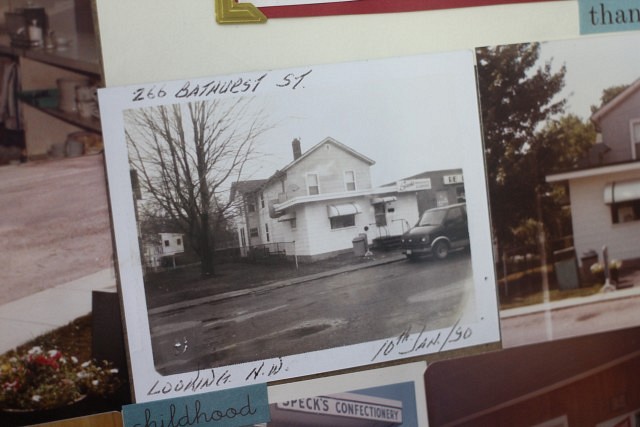 than
266 BATHURST ST.
LOOKING N.W.
10TH JAN./90
childhood
SPECK'S CONFECTIONERY